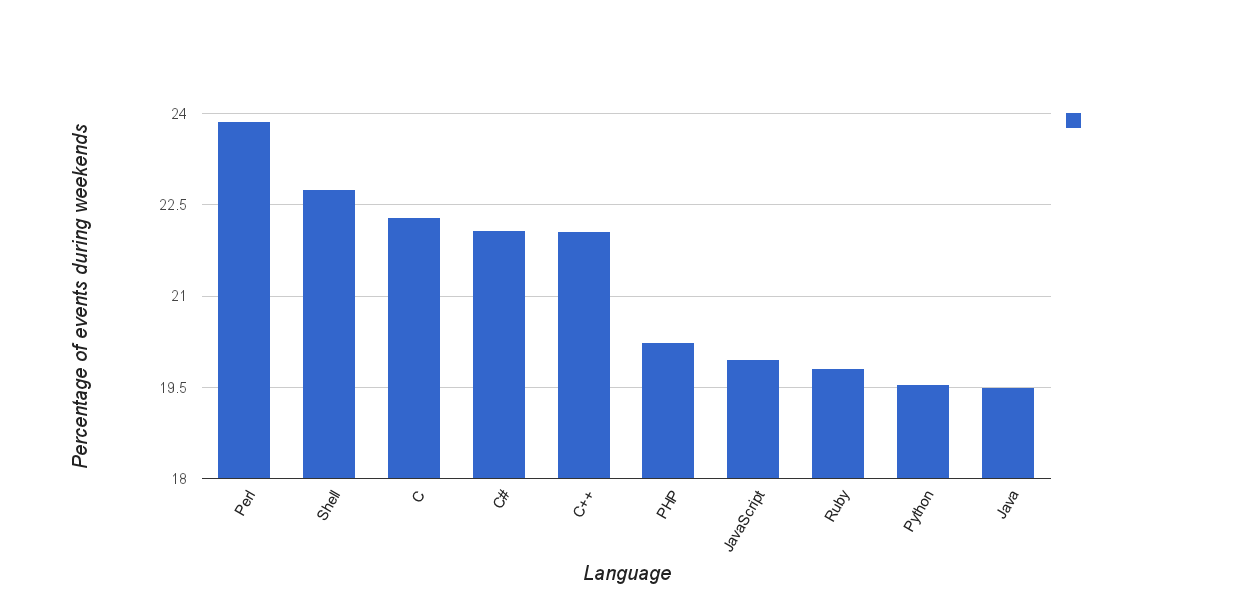 Percentage of events during weekends
24
22.5
21
19.5
18
Perl
Shell
C
C#
C++
PHP
JavaScript
Ruby
Python
Java
Language